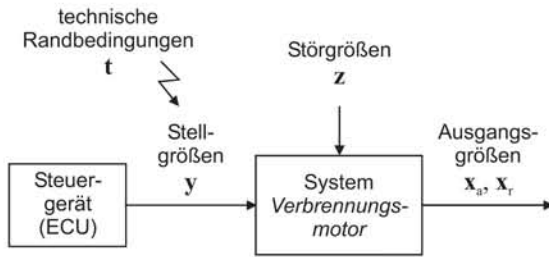 technische
Randbedingungen
t
Störgrößen
z
Stell-
größen
y
Ausgangs-
größen
xₐ, xᵣ
Steuer-
gerät
(ECU)
System
Verbrennungs-
motor